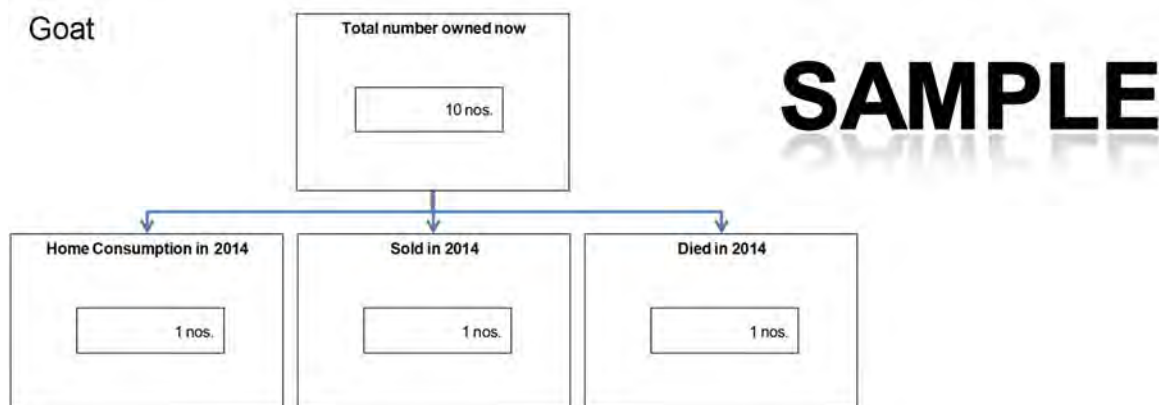 Goat
Total number owned now
10 nos.
SAMPLE
Home Consumption in 2014
Sold in 2014
Died in 2014
1 nos.
1 nos.
1 nos.